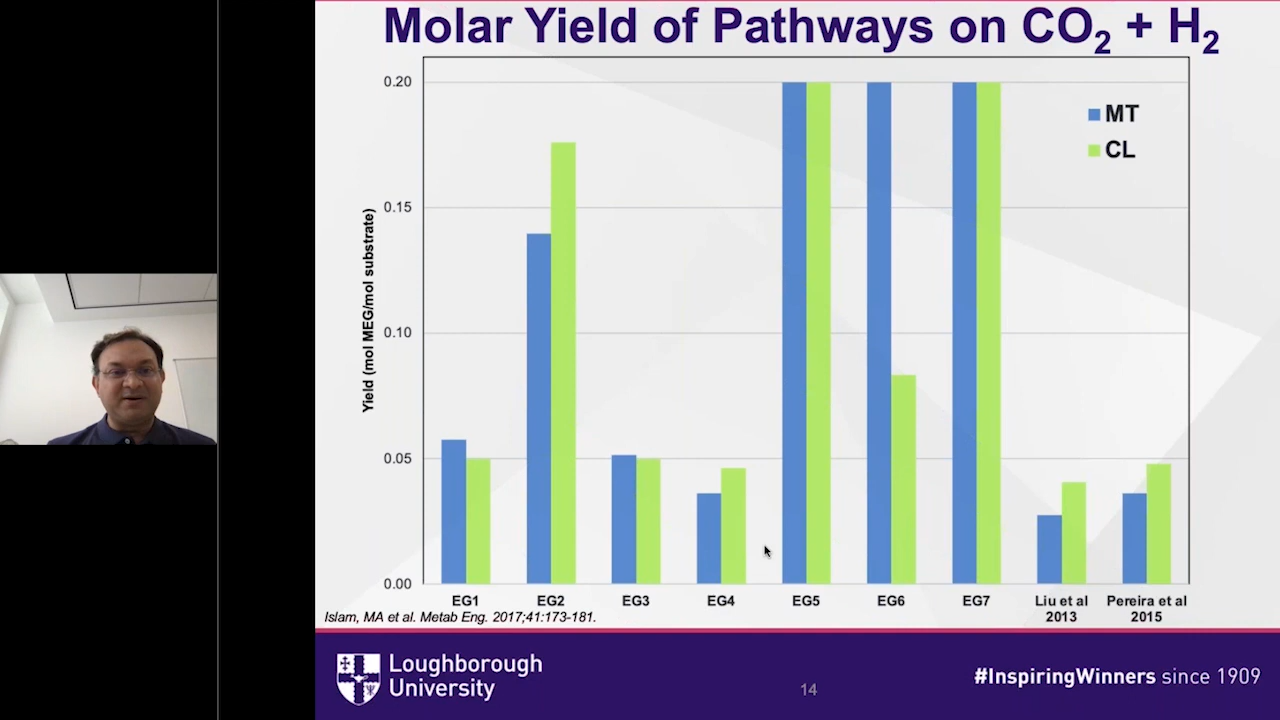 Molar Yield of Pathways on CO₂ + H₂
0.20
0.15
0.10
0.05
0.00
Yield (mol MEG/mol substrate)
MT
CL
EG1 EG2 EG3 EG4 EG5 EG6 EG7 Liu et al Pereira et al
2013 2015
Islam, MA et al. Metab Eng. 2017;41:173-181.
Loughborough
University
14
#InspiringWinners since 1909